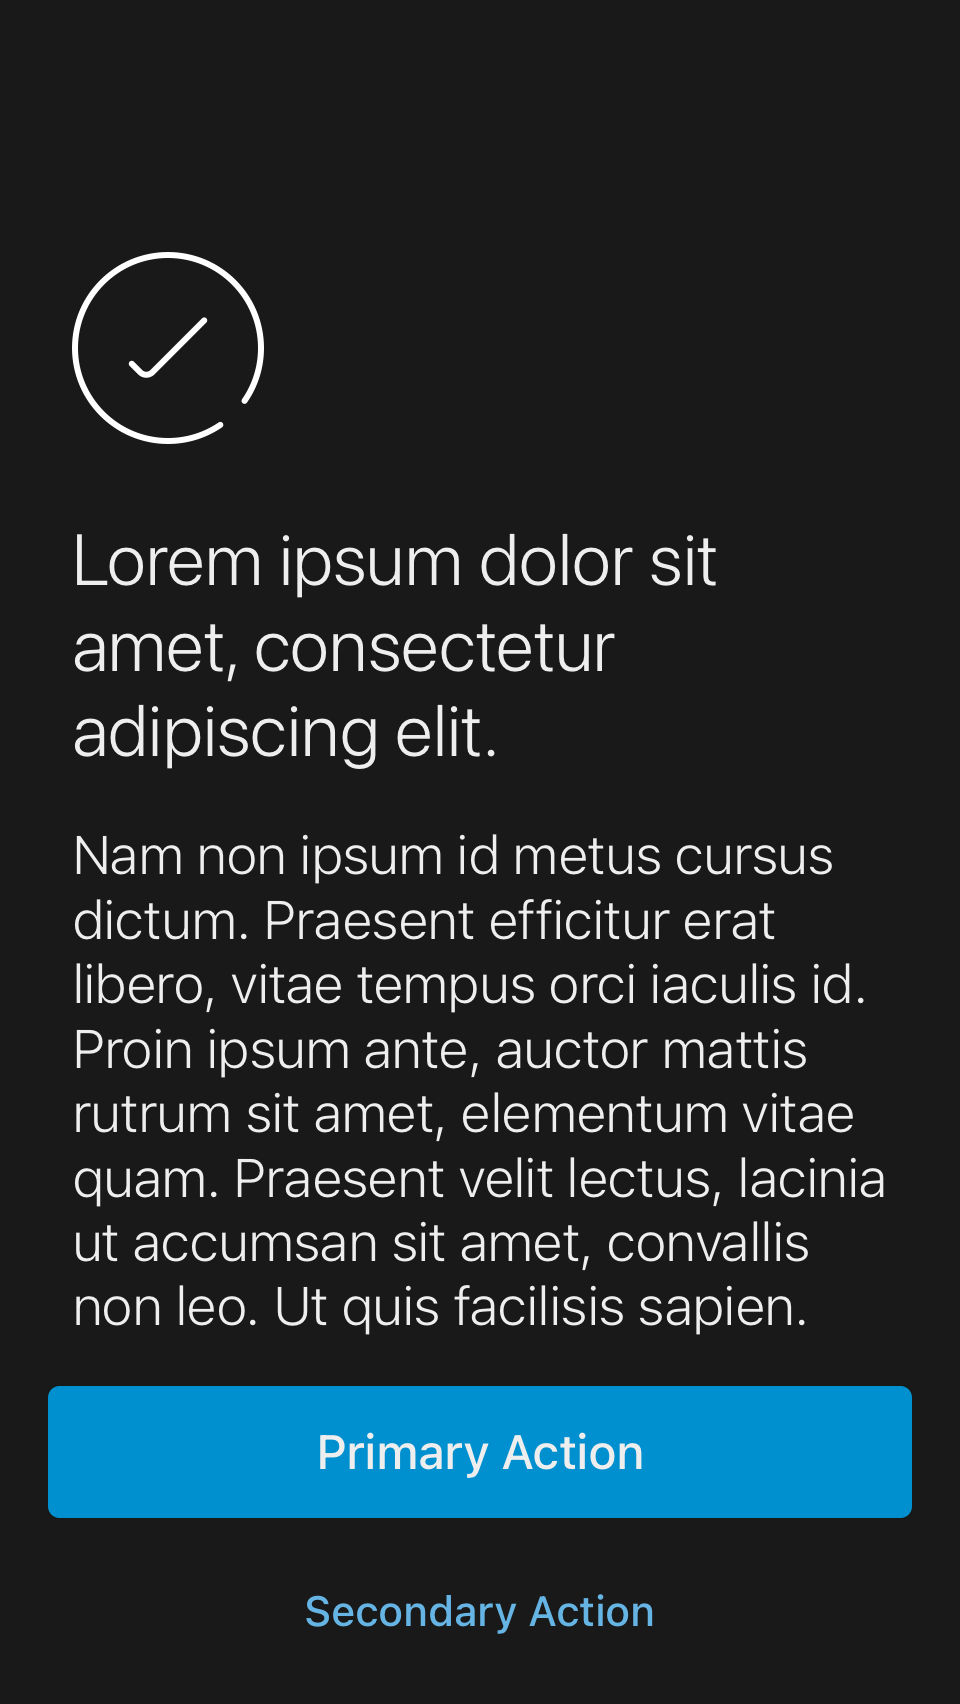 Lorem ipsum dolor sit
amet, consectetur
adipiscing elit.
Nam non ipsum id metus cursus
dictum. Praesent efficitur erat
libero, vitae tempus orci iaculis id.
Proin ipsum ante, auctor mattis
rutrum sit amet, elementum vitae
quam. Praesent velit lectus, lacinia
ut accumsan sit amet, convallis
non leo. Ut quis facilisis sapien.
Primary Action
Secondary Action